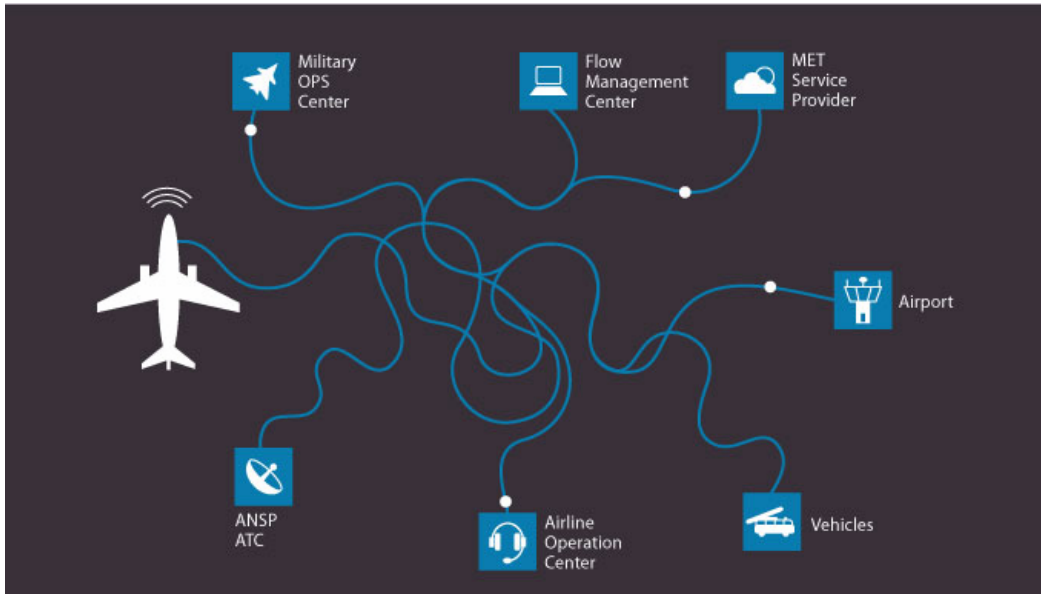 Military
OPS
Center
Flow
Management
Center
MET
Service
Provider
Airport
ANSP
ATC
Airline
Operation
Center
Vehicles